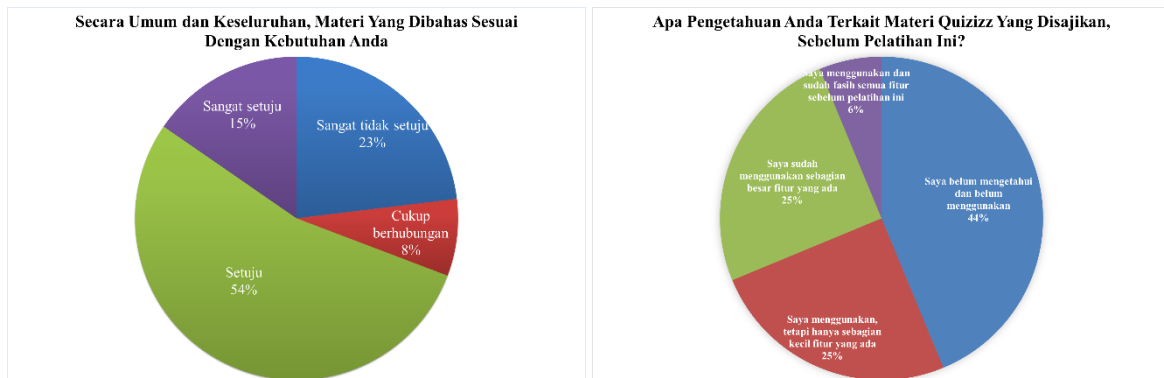 Secara Umum dan Keseluruhan, Materi Yang Dibahas Sesuai
Dengan Kebutuhan Anda
Sangat setuju
15%
Sangat tidak setuju
23%
Cukup
berhubungan
8%
Setuju
54%
Apa Pengetahuan Anda Terkait Materi Quizizz Yang Disajikan,
Sebelum Pelatihan Ini?
Saya menggunakan dan
sudah fasih semua fitur
sebelum pelatihan ini
6%
Saya sudah
menggunakan sebagian
besar fitur yang ada
25%
Saya belum mengetahui
dan belum
menggunakan
44%
Saya menggunakan,
tetapi hanya sebagian
kecil fitur yang ada
25%